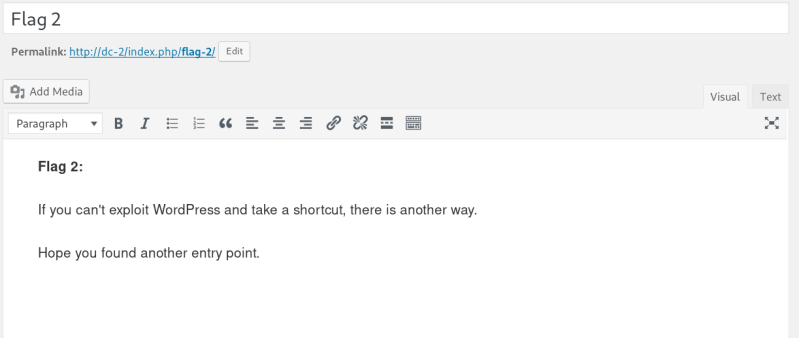 Flag 2
Permalink: http://dc-2/index.php/flag-2/ Edit
Add Media
Visual Text
Paragraph B I
Flag 2:
If you can't exploit WordPress and take a shortcut, there is another way.
Hope you found another entry point.